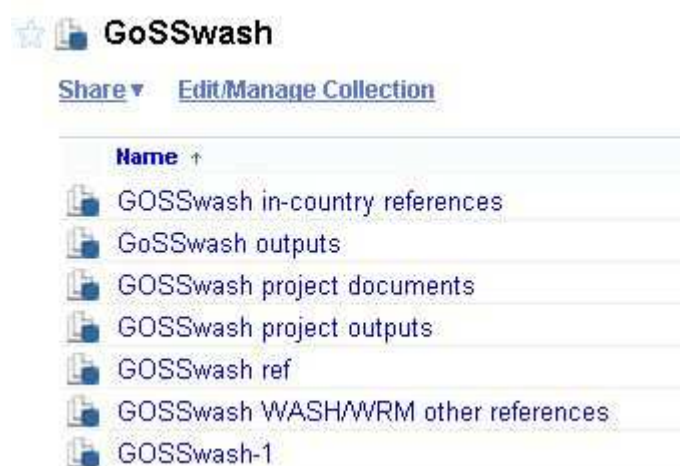 GoSSwash
Share▼ Edit/Manage Collection
Name ↑
GOSSwash in-country references
GoSSwash outputs
GOSSwash project documents
GOSSwash project outputs
GOSSwash ref
GOSSwash WASH/WRM other references
GOSSwash-1